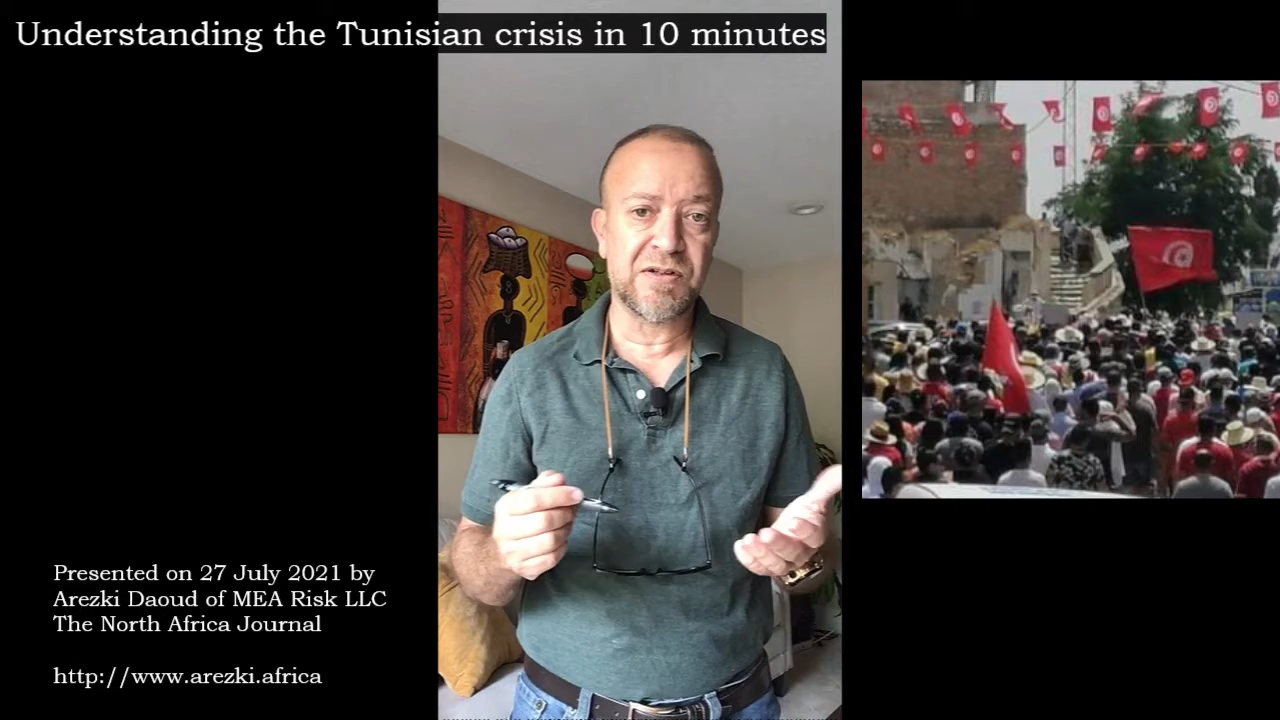 Understanding the Tunisian crisis in 10 minutes
Presented on 27 July 2021 by
Arezki Daoud of MEA Risk LLC
The North Africa Journal
http://www.arezki.africa